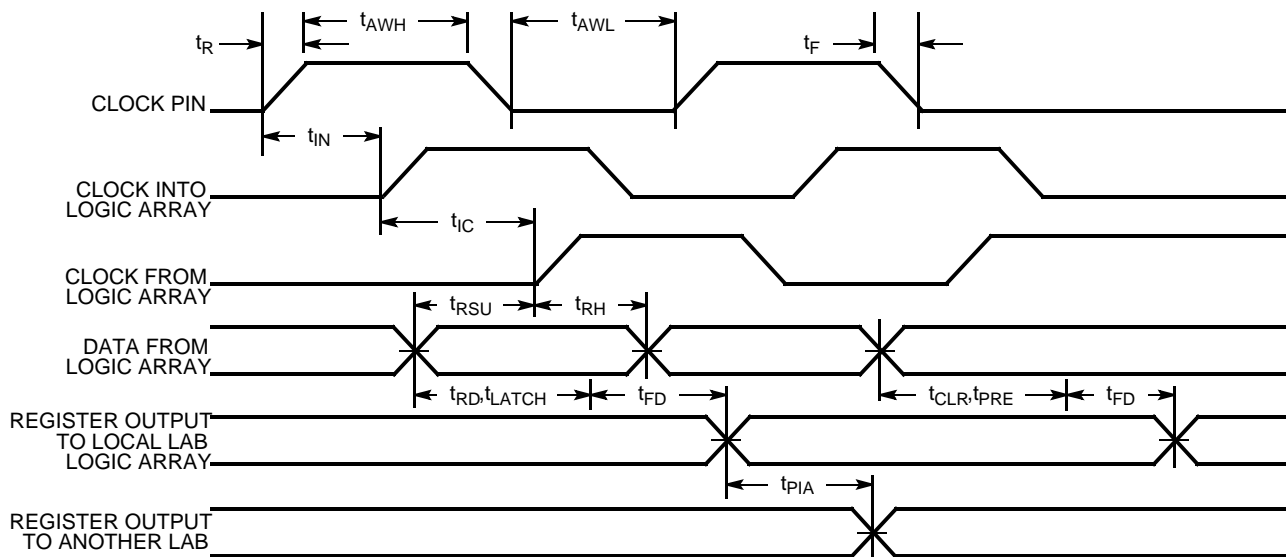 tAWH
tAWL
tR
tF
CLOCK PIN
tIN
CLOCK INTO
LOGIC ARRAY
tIC
CLOCK FROM
LOGIC ARRAY
tRSU
tRH
DATA FROM
LOGIC ARRAY
tRD,tLATCH
tFD
tCLR,tPRE
tFD
REGISTER OUTPUT
TO LOCAL LAB
LOGIC ARRAY
tPIA
REGISTER OUTPUT
TO ANOTHER LAB